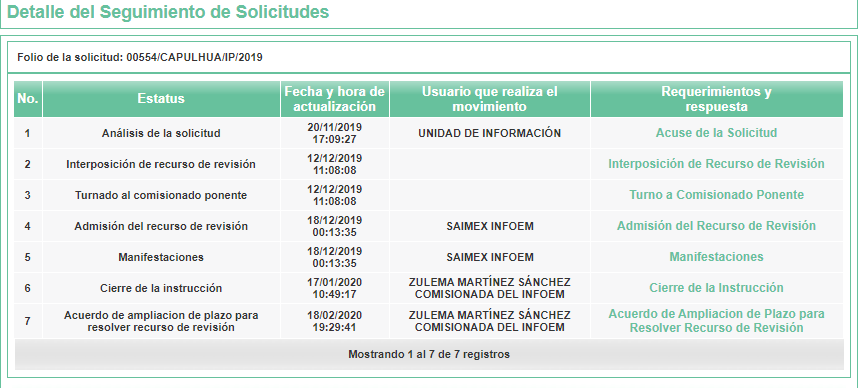 Detalle del Seguimiento de Solicitudes
Folio de la solicitud: 00554/CAPULHUA/IP/2019
No. Estatus Fecha y hora de actualización Usuario que realiza el movimiento Requerimientos y respuesta
1 Análisis de la solicitud 20/11/2019 17:09:27 UNIDAD DE INFORMACIÓN Acuse de la Solicitud
2 Interposición de recurso de revisión 12/12/2019 11:08:08 Interposición de Recurso de Revisión
3 Turnado al comisionado ponente 12/12/2019 11:08:08 Turno a Comisionado Ponente
4 Admisión del recurso de revisión 18/12/2019 00:13:35 SAIMEX INFOEM Admisión del Recurso de Revisión
5 Manifestaciones 18/12/2019 00:13:35 SAIMEX INFOEM Manifestaciones
6 Cierre de la instrucción 17/01/2020 10:49:17 ZULEMA MARTÍNEZ SÁNCHEZ COMISIONADA DEL INFOEM Cierre de la Instrucción
7 Acuerdo de ampliacion de plazo para resolver recurso de revisión 18/02/2020 19:29:41 ZULEMA MARTÍNEZ SÁNCHEZ COMISIONADA DEL INFOEM Acuerdo de Ampliacion de Plazo para Resolver Recurso de Revisión
Mostrando 1 al 7 de 7 registros